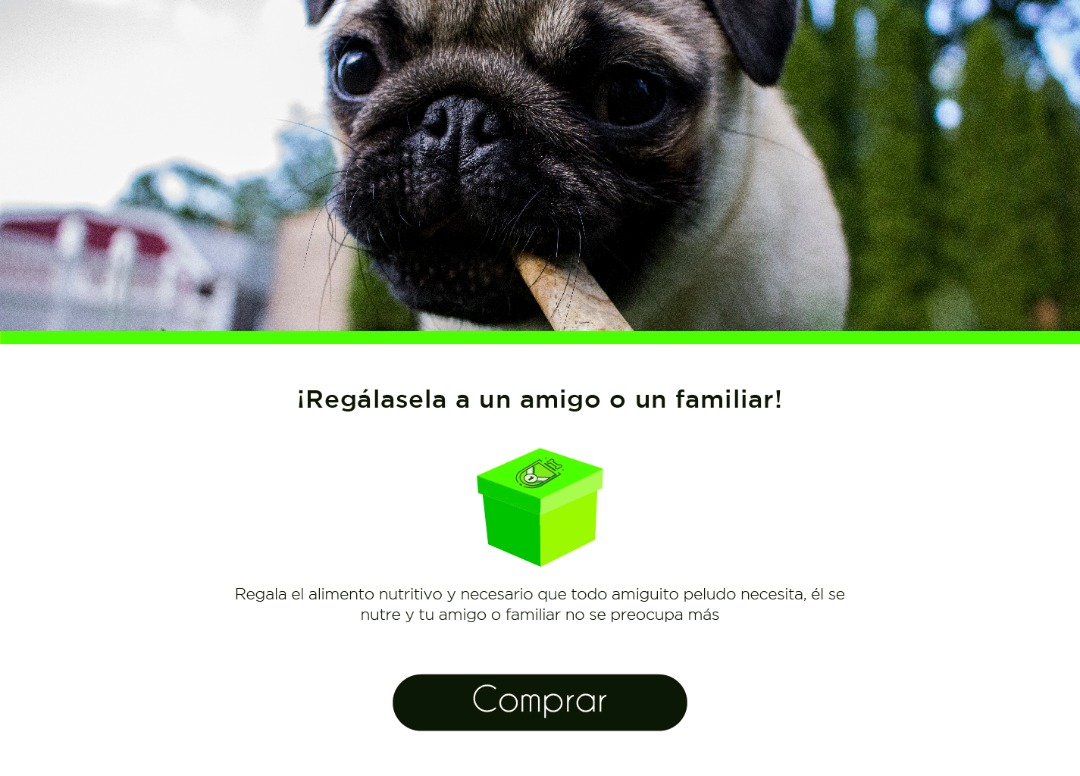 ¡Regálasela a un amigo o un familiar!
Regala el alimento nutritivo y necesario que todo amiguito peludo necesita, él se
nutre y tu amigo o familiar no se preocupa más
Comprar